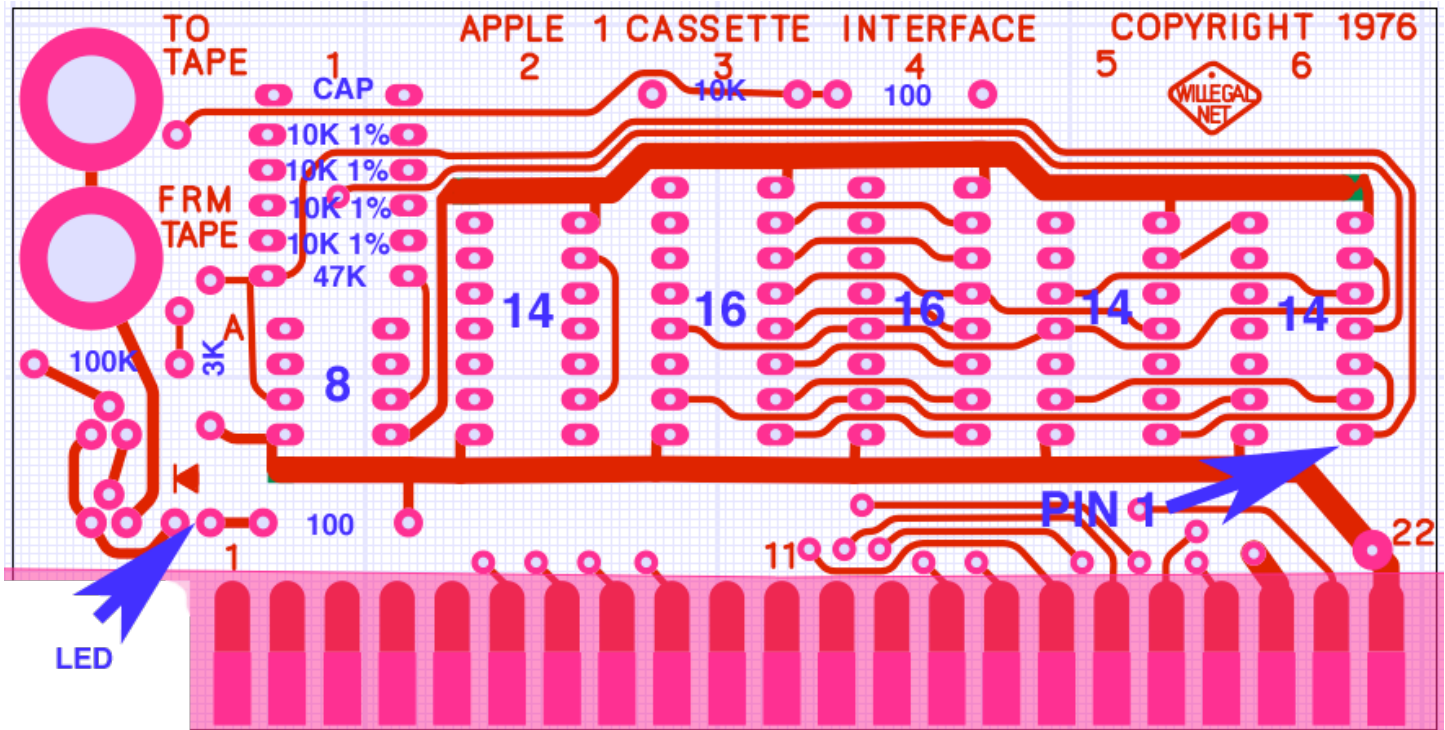 TO
TAPE
APPLE 1 CASSETTE INTERFACE
COPYRIGHT 1976
1
2
3
4
5
6
CAP
10K
100
WILLEGAL
NET
10K 1%
10K 1%
10K 1%
10K 1%
47K
FRM
TAPE
A
100K
3K
8
14
16
16
14
14
PIN 1
100
1
11
22
LED